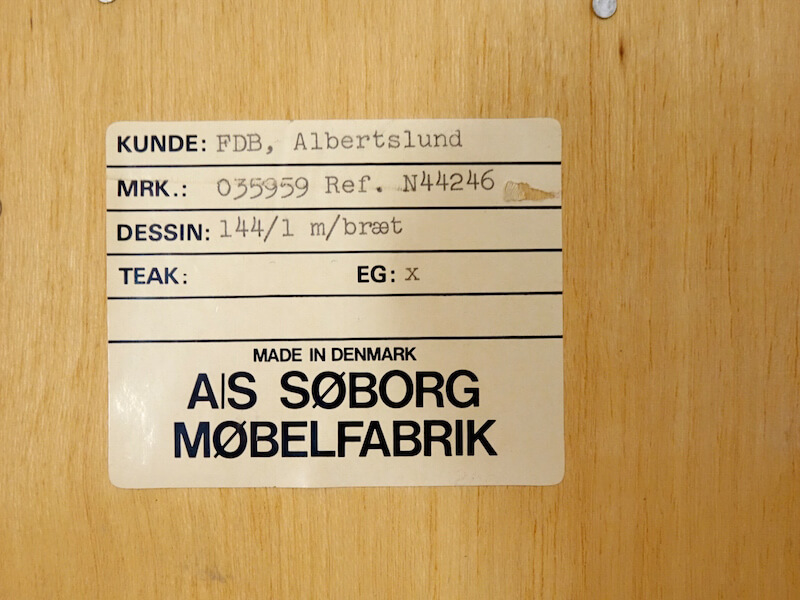 KUNDE: FDB, Albertslund
MRK.: 035959 Ref. N44246
DESSIN: 144/1 m/bræt
TEAK: EG: x
MADE IN DENMARK
A|S SØBORG
MØBELFABRIK